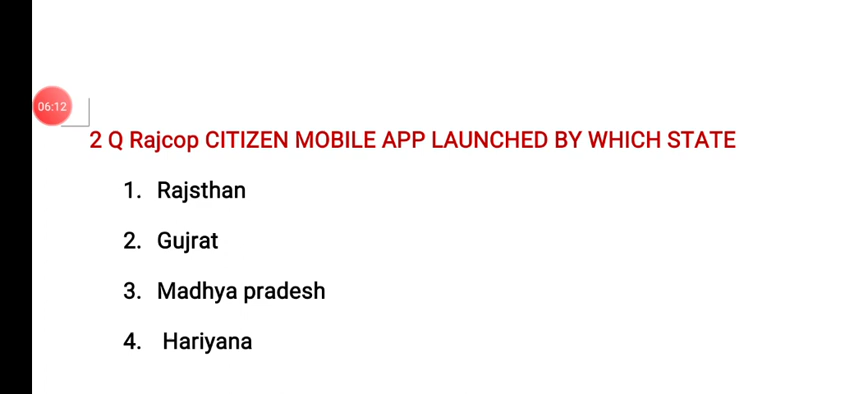 06:12
2 Q Rajcop CITIZEN MOBILE APP LAUNCHED BY WHICH STATE
1. Rajsthan
2. Gujrat
3. Madhya pradesh
4. Hariyana